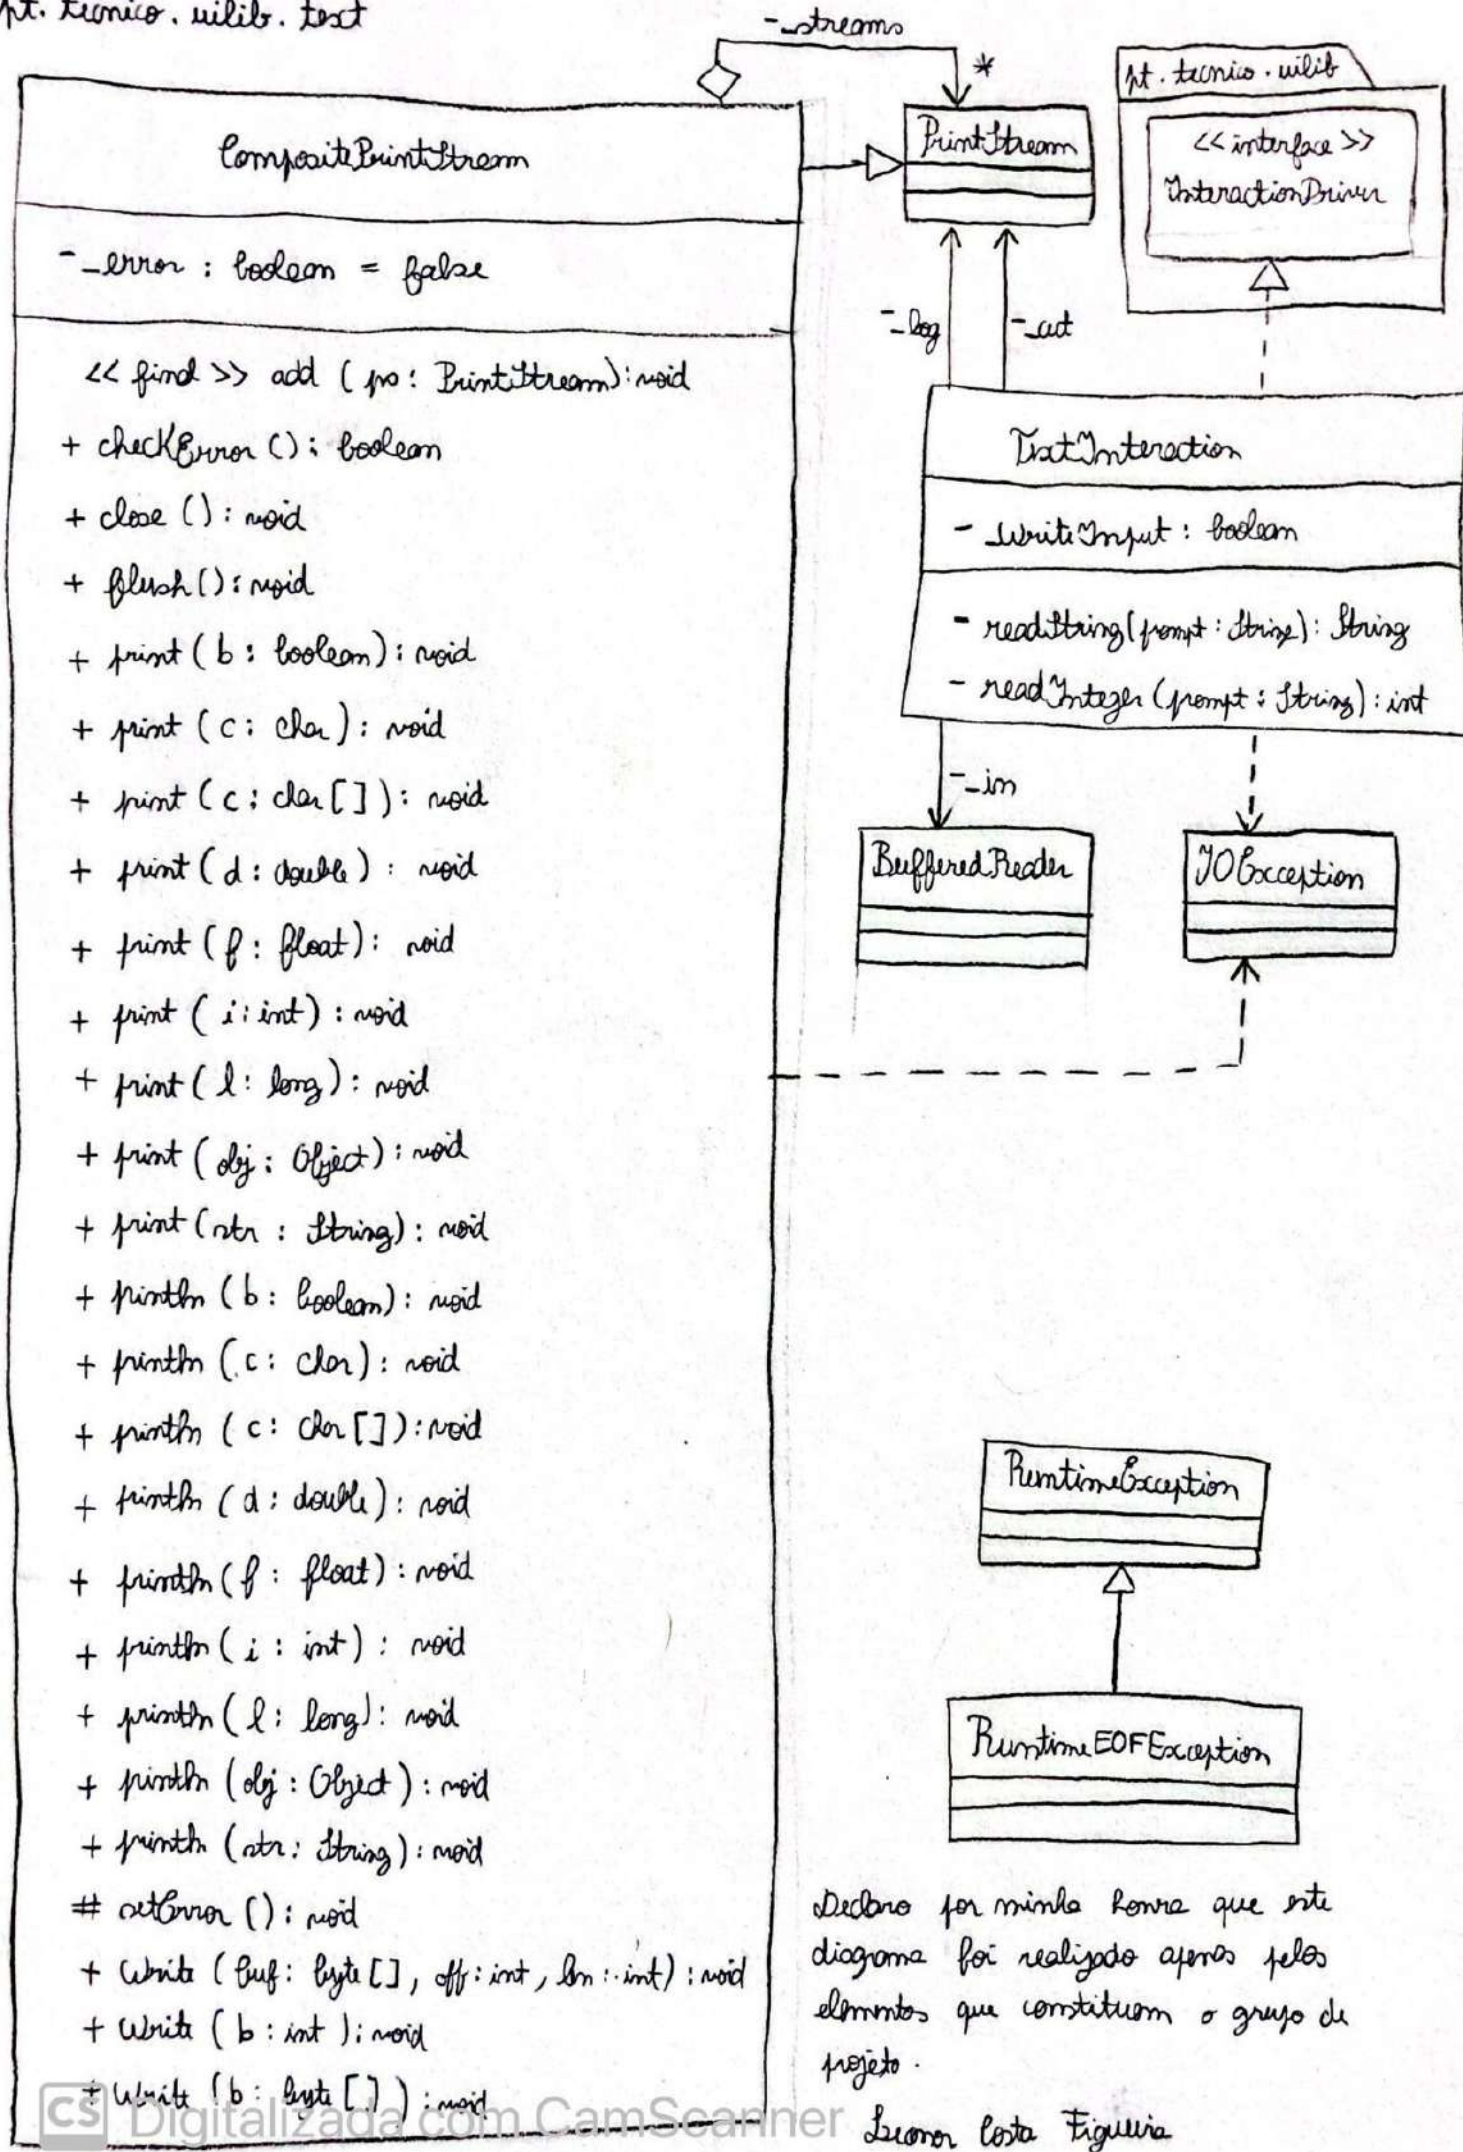 pt. tecnico. uilib. text
- _streams
*
CompositePrintStream
- _error : boolean = false
<< final >> add ( ps : PrintStream) : void
+ checkError () : boolean
+ close () : void
+ flush () : void
+ print ( b : boolean) : void
+ print ( c : char ) : void
+ print ( c : char [ ] ) : void
+ print ( d : double ) : void
+ print ( f : float ) : void
+ print ( i : int ) : void
+ print ( l : long ) : void
+ print ( obj : Object ) : void
+ print ( str : String) : void
+ println ( b : boolean) : void
+ println ( c : char ) : void
+ println ( c : char [ ] ) : void
+ println ( d : double ) : void
+ println ( f : float ) : void
+ println ( i : int ) : void
+ println ( l : long ) : void
+ println ( obj : Object ) : void
+ println ( str : String ) : void
# setError () : void
+ Write ( buf : byte [ ] , off : int , len : int ) : void
+ Write ( b : int ) : void
+ Write ( b : byte [ ] ) : void
PrintStream
pt . tecnico . uilib
<< interface >>
InteractionDriver
- _log
- _out
TextInteraction
- _writeInput : boolean
- readString ( prompt : String) : String
- readInteger ( prompt : String) : int
- _in
BufferedReader
IOException
RuntimeException
RuntimeEOFException
Declaro por minha honra que este
diagrama foi realizado apenas pelos
elementos que constituem o grupo de
projeto .
Leonor Costa Figueira
CS Digitalizada com CamScanner